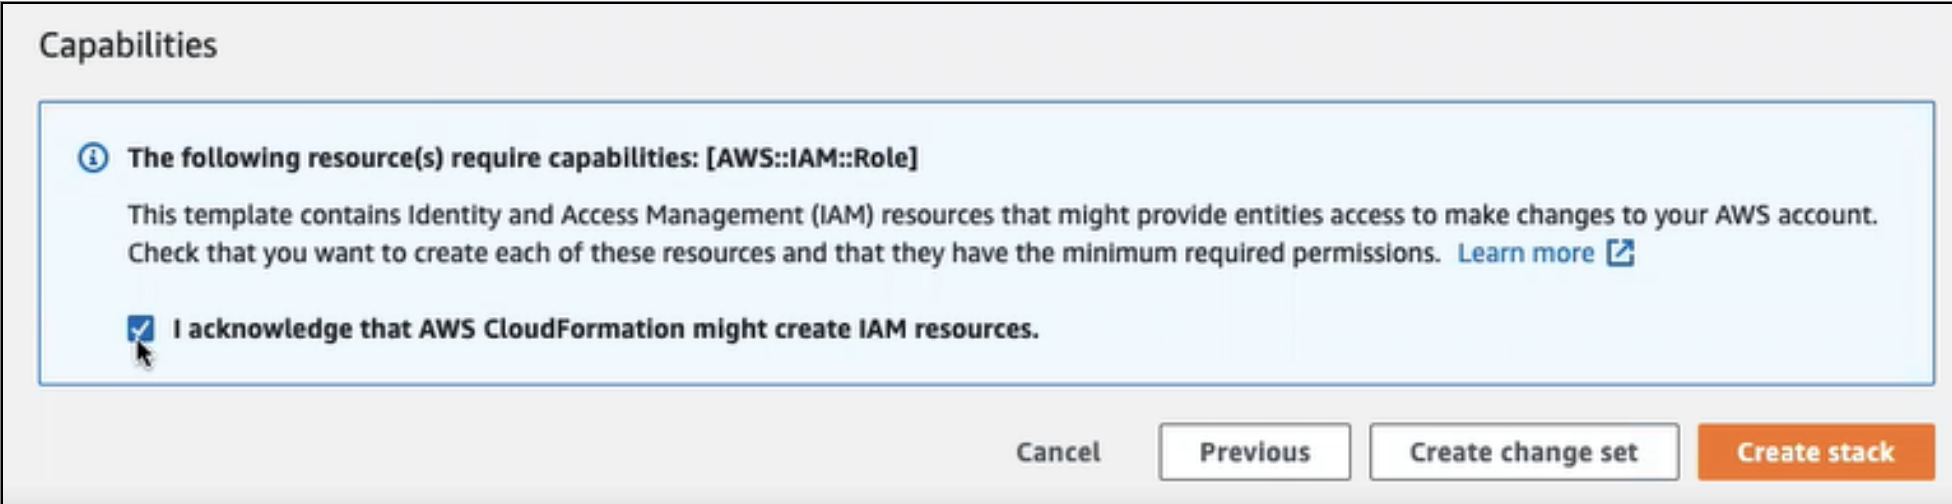 Capabilities
The following resource(s) require capabilities: [AWS::IAM::Role]
This template contains Identity and Access Management (IAM) resources that might provide entities access to make changes to your AWS account.
Check that you want to create each of these resources and that they have the minimum required permissions. Learn more
I acknowledge that AWS CloudFormation might create IAM resources.
Cancel Previous Create change set Create stack